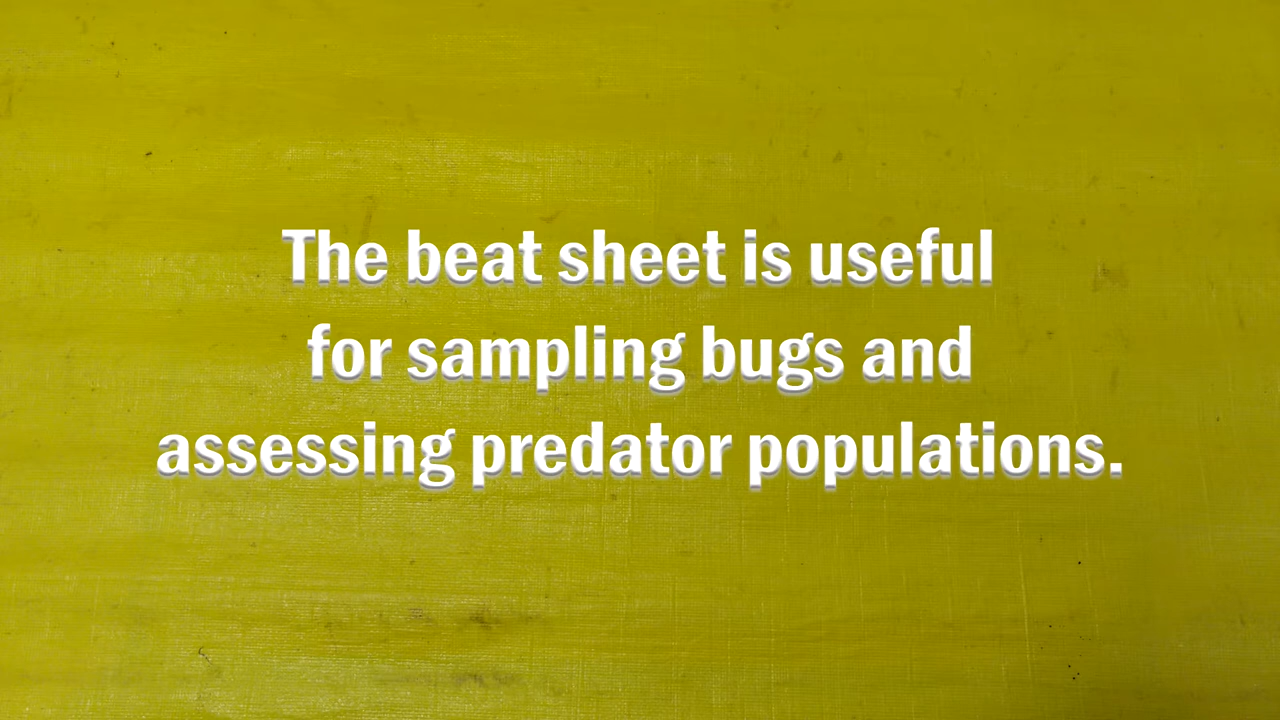 The beat sheet is useful
for sampling bugs and
assessing predator populations.